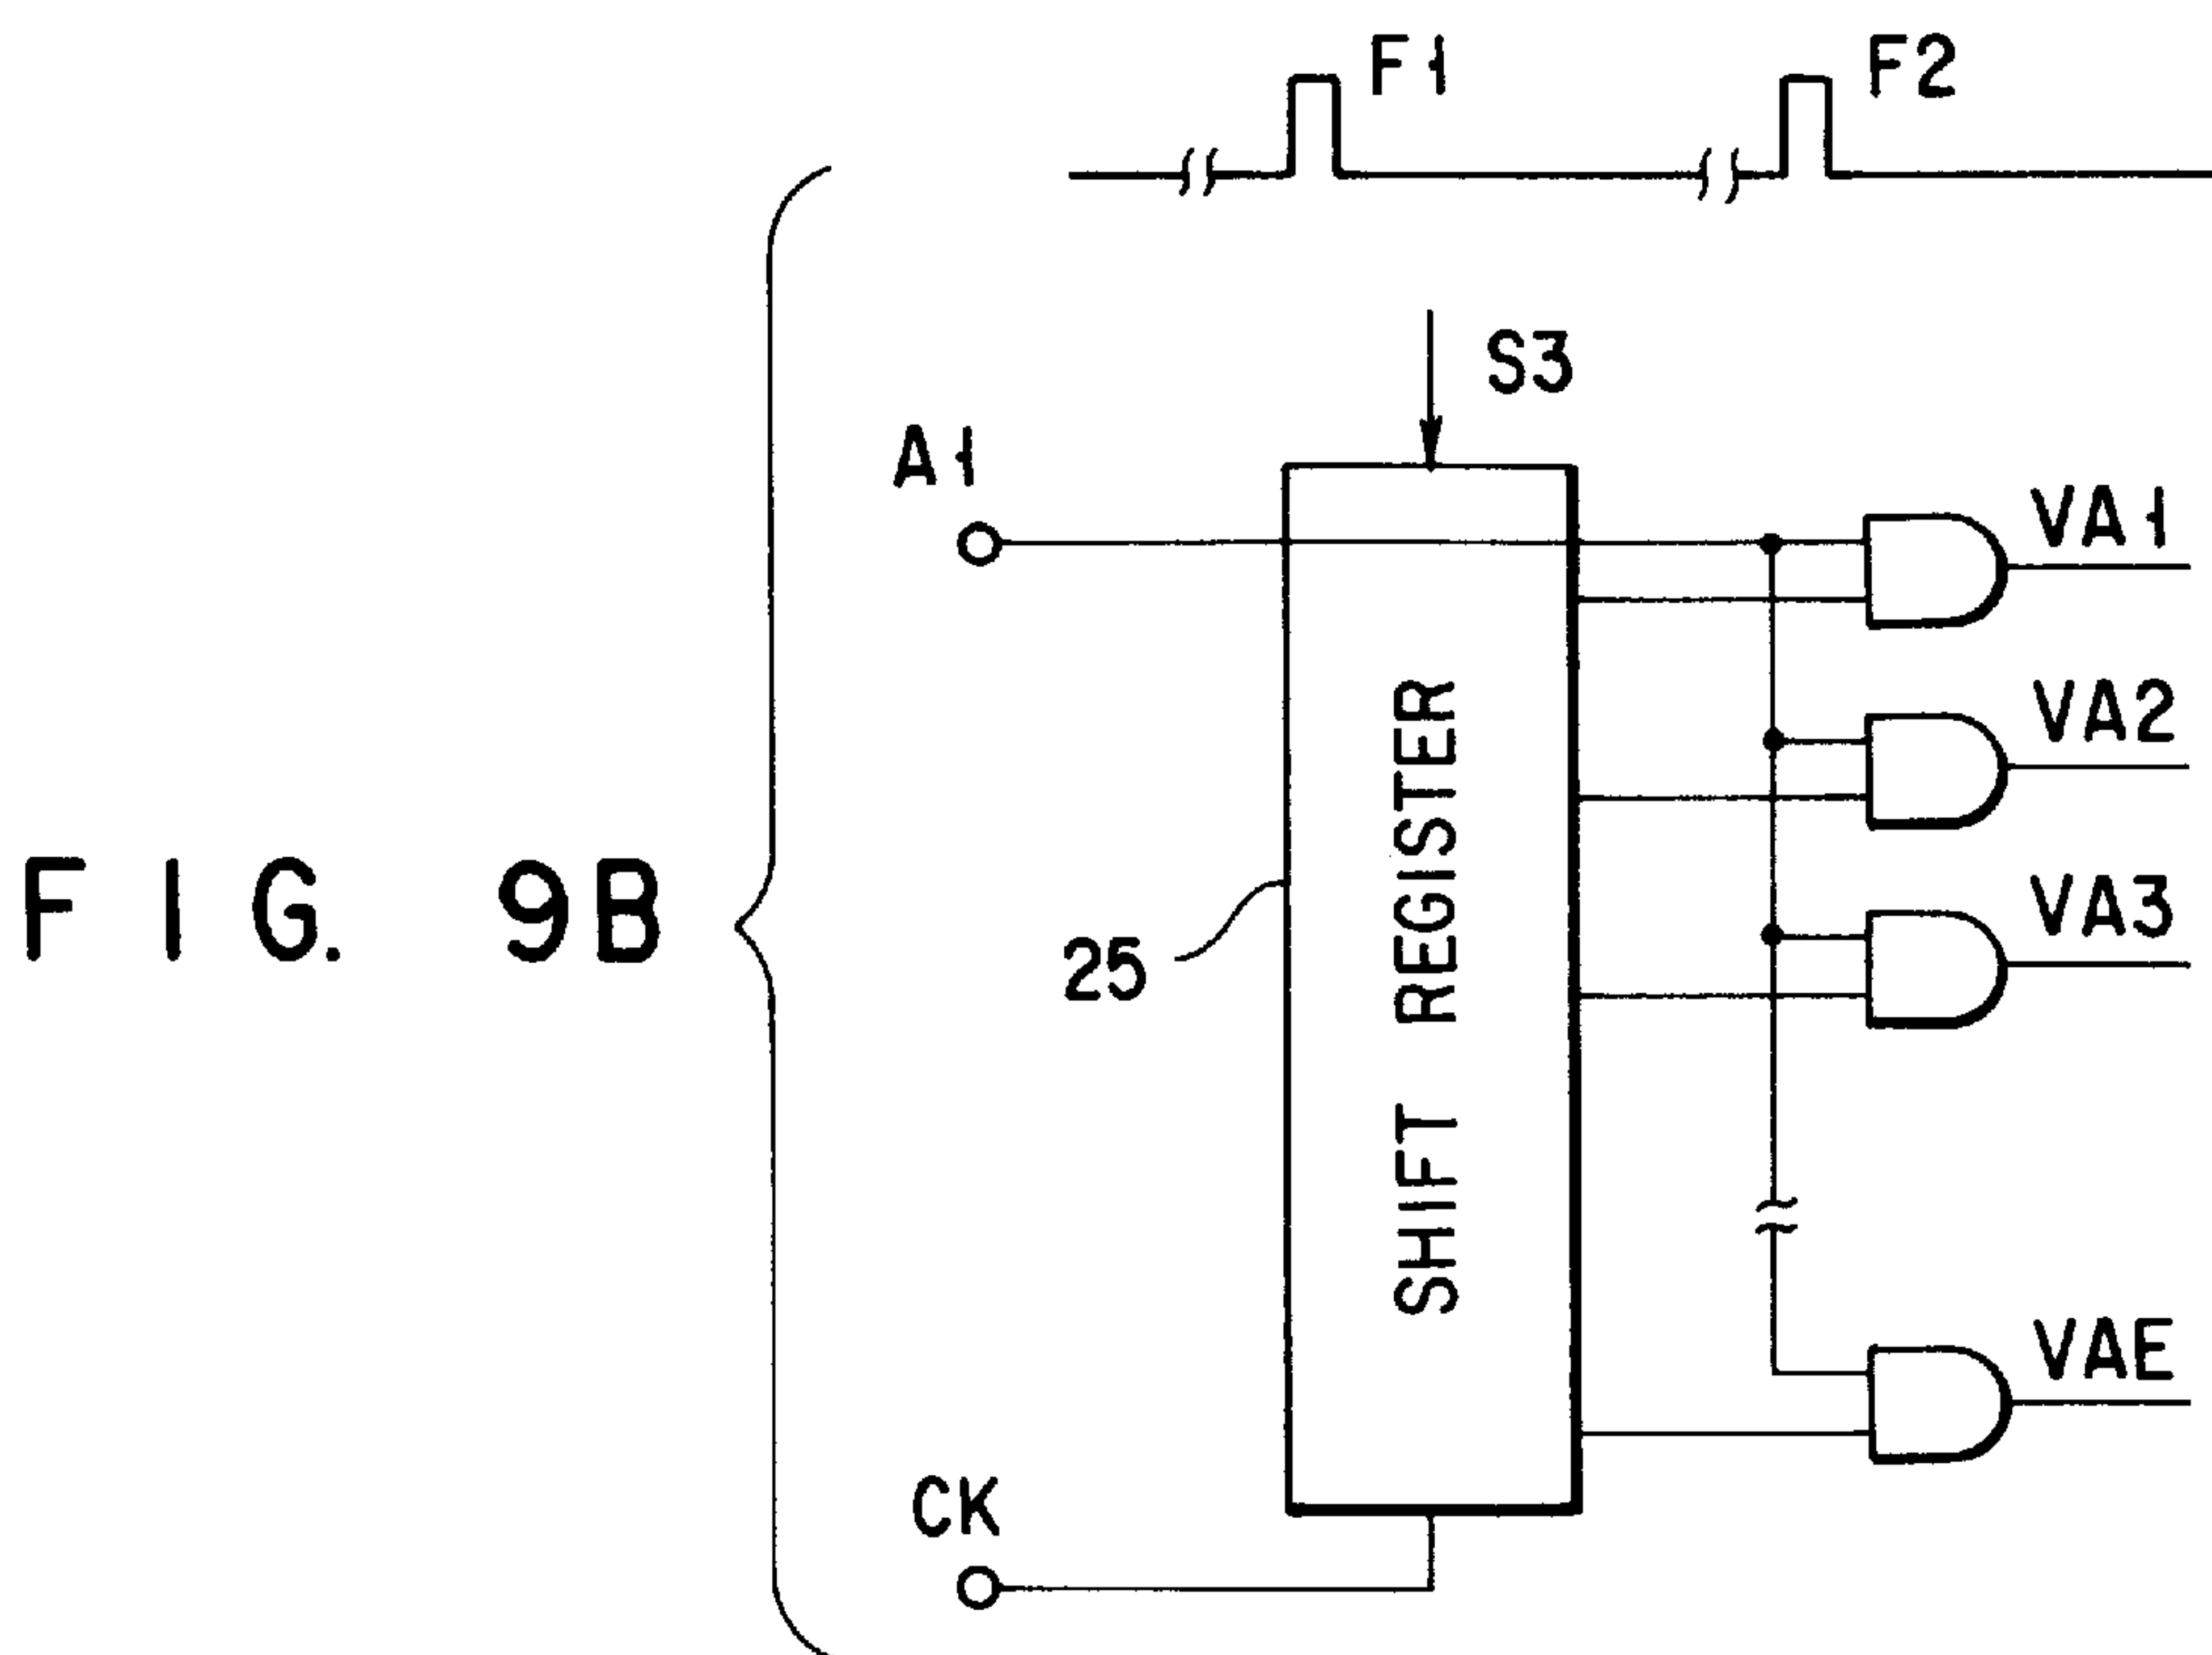 F1
F2
S3
A1
VA1
VA2
SHIFT REGISTER
VA3
FIG. 9B
25
VAE
CK